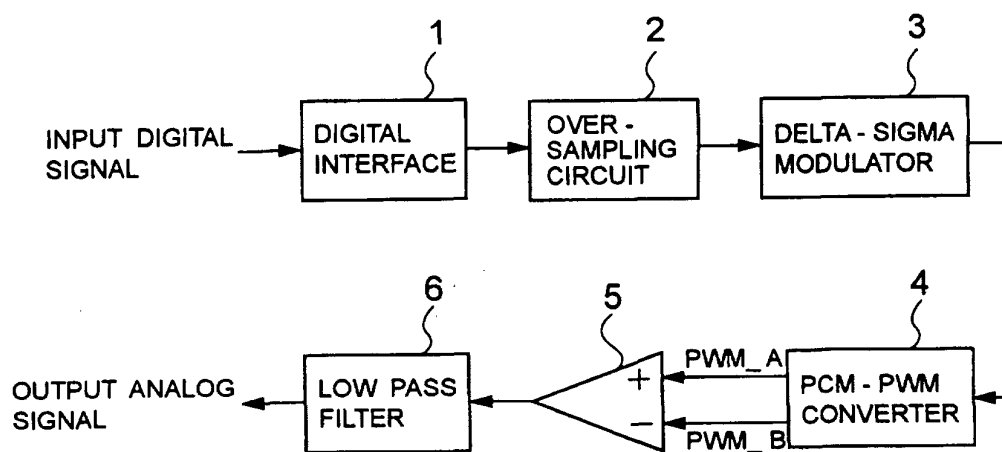 1
2
3
INPUT DIGITAL
SIGNAL
DIGITAL
INTERFACE
OVER -
SAMPLING
CIRCUIT
DELTA - SIGMA
MODULATOR
6
5
4
OUTPUT ANALOG
SIGNAL
LOW PASS
FILTER
+
−
PWM_A
PWM_B
PCM - PWM
CONVERTER